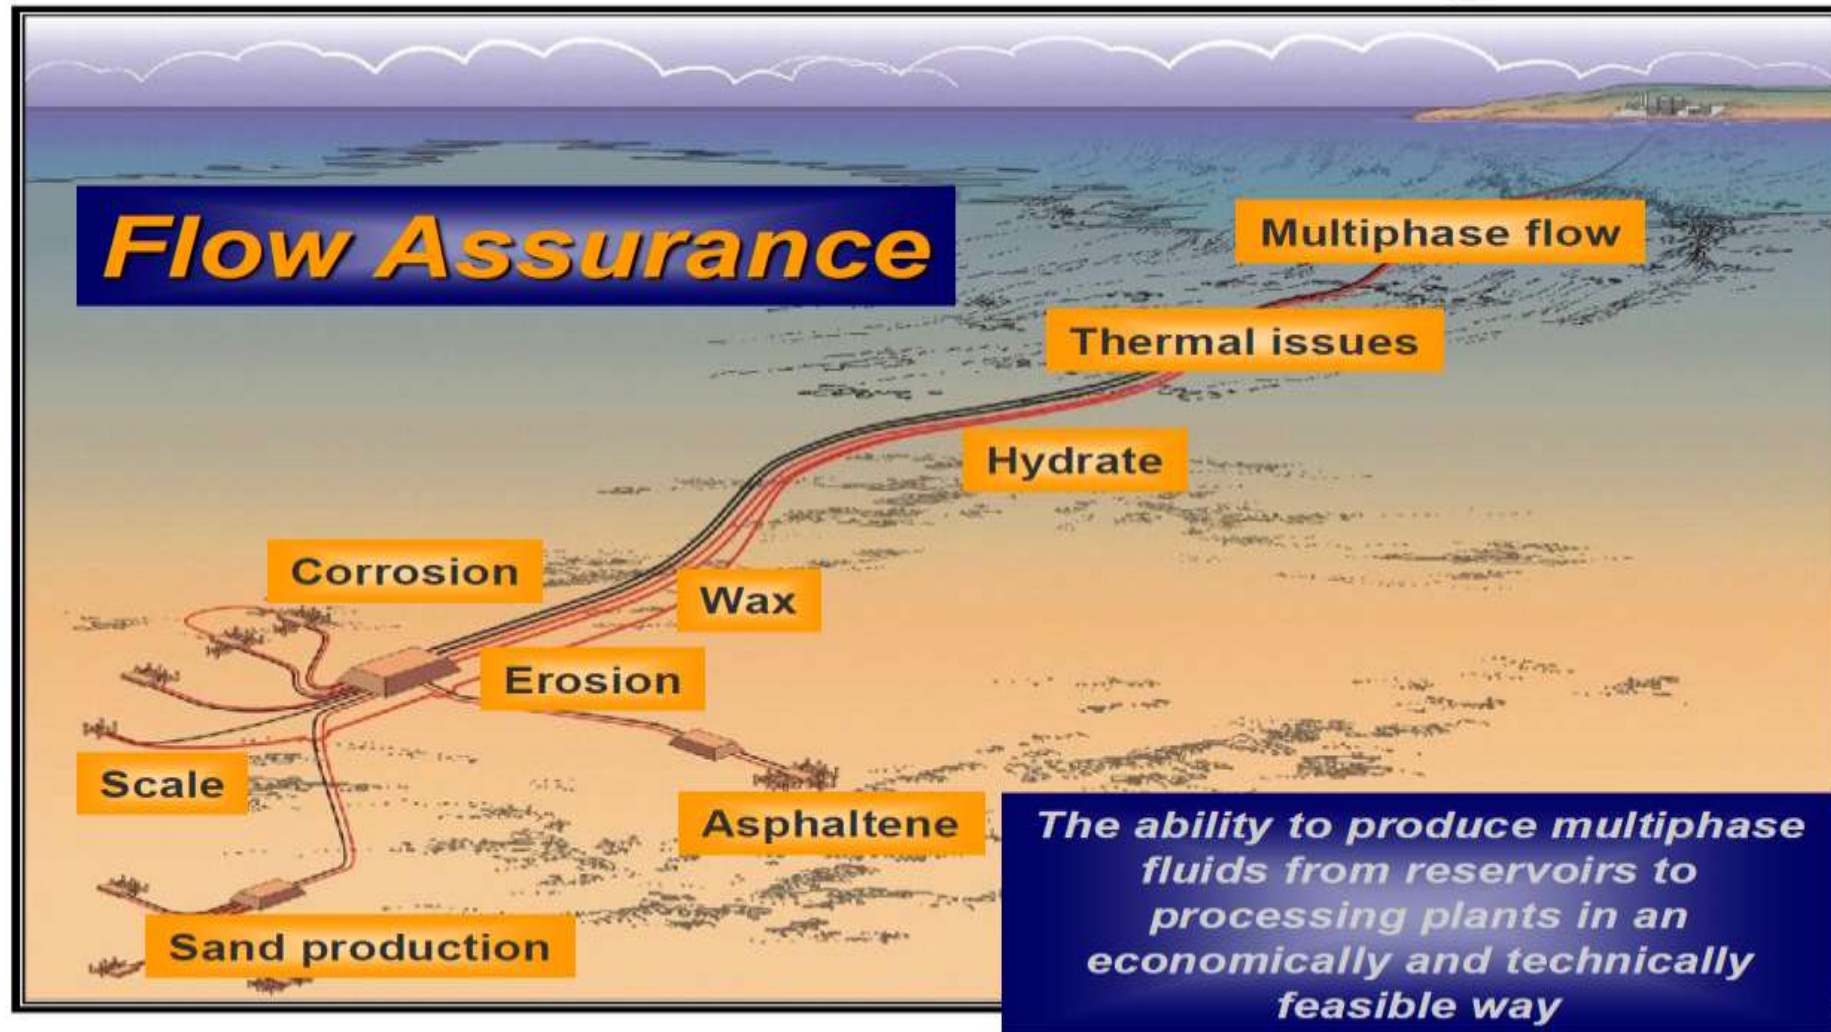 Flow Assurance
Multiphase flow
Thermal issues
Hydrate
Corrosion
Wax
Erosion
Scale
Asphaltene
Sand production
The ability to produce multiphase
fluids from reservoirs to
processing plants in an
economically and technically
feasible way